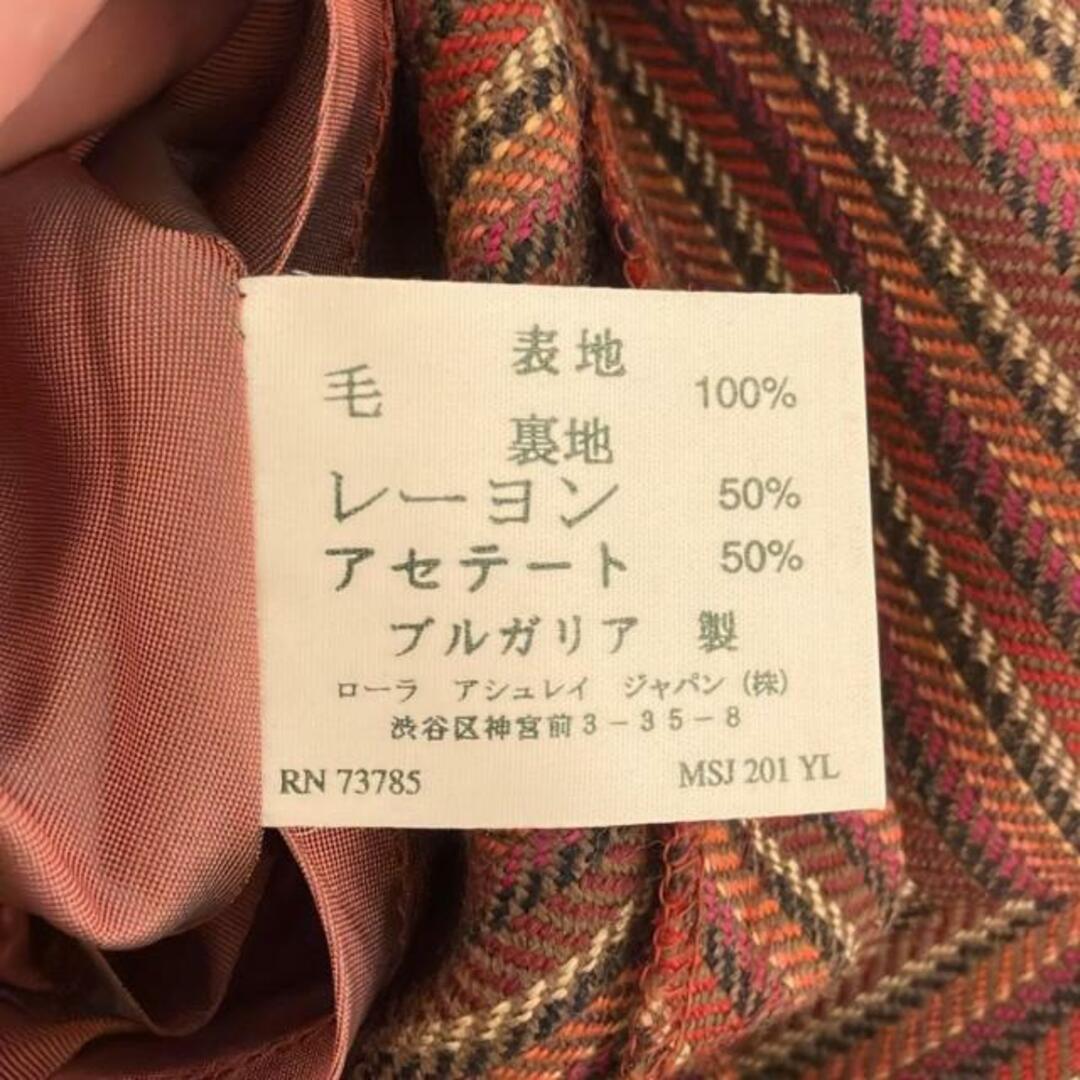 表地
毛 100%
裏地
レーヨン 50%
アセテート 50%
ブルガリア 製
ローラ アシュレイ ジャパン (株)
渋谷区神宮前3-35-8
RN 73785 MSJ 201 YL